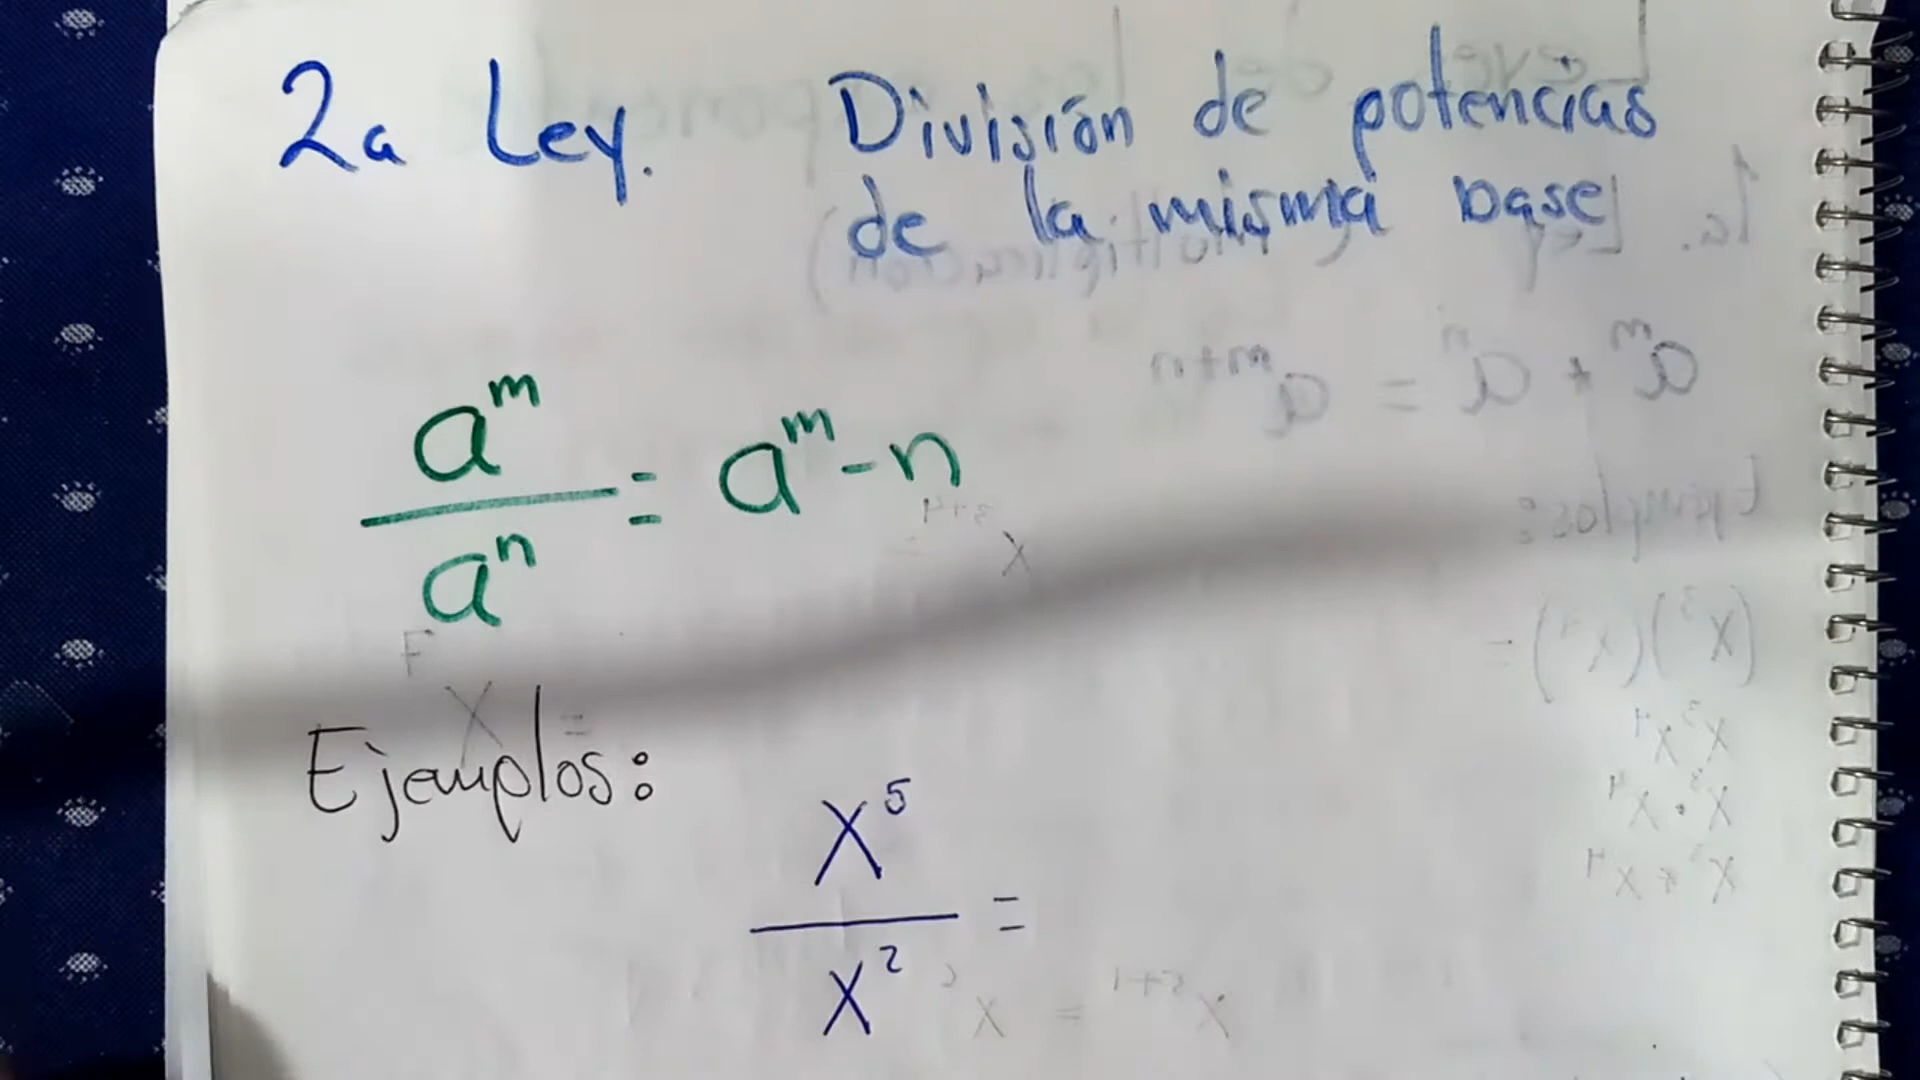 2a Ley. División de potencias
de la misma base
a^m / a^n = a^m - n
Ejemplos:
x^5 / x^2 =